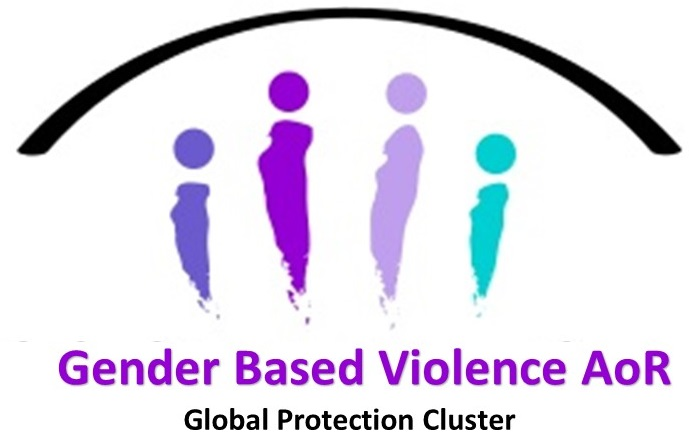 Gender Based Violence AoR
Global Protection Cluster